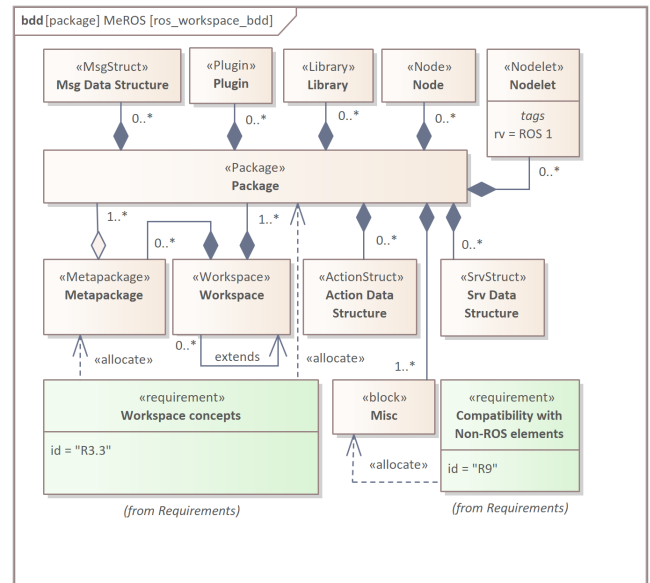 bdd [package] MeROS [ros_workspace_bdd]
«MsgStruct»
Msg Data Structure
«Plugin»
Plugin
«Library»
Library
«Node»
Node
«Nodelet»
Nodelet
tags
rv = ROS 1
0..*
0..*
0..*
0..*
0..*
«Package»
Package
1..*
0..*
1..*
0..*
0..*
«Metapackage»
Metapackage
«Workspace»
Workspace
«ActionStruct»
Action Data
Structure
«SrvStruct»
Srv Data
Structure
0..*
extends
«allocate»
«allocate»
1..*
«requirement»
Workspace concepts
id = "R3.3"
(from Requirements)
«block»
Misc
«allocate»
«requirement»
Compatibility with
Non-ROS elements
id = "R9"
(from Requirements)